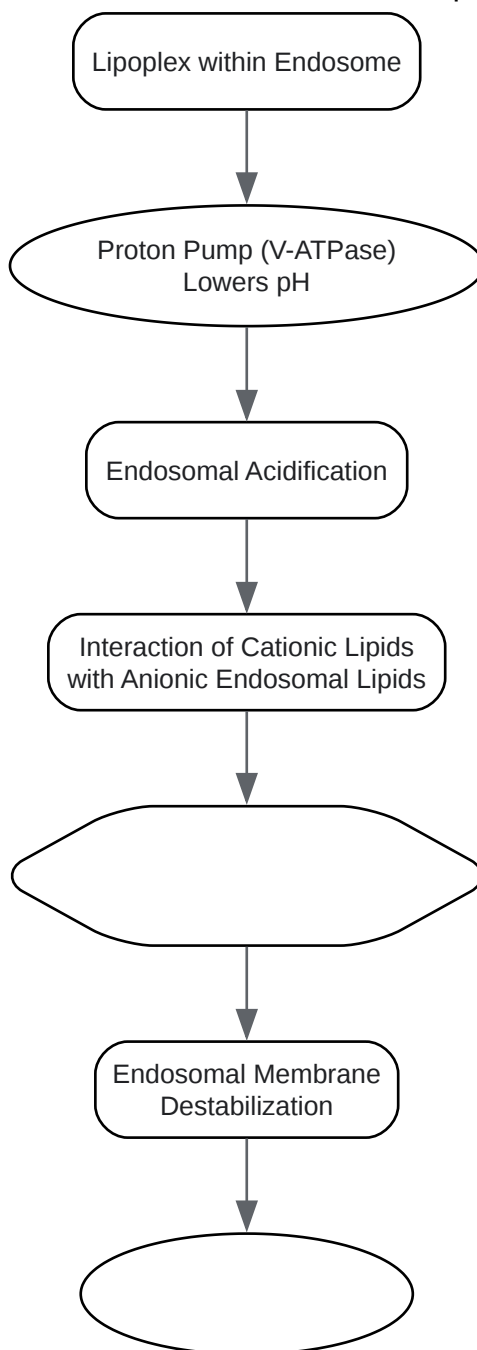 Lipoplex within Endosome
Proton Pump (V-ATPase)
Lowers pH
Endosomal Acidification
Interaction of Cationic Lipids
with Anionic Endosomal Lipids
Endosomal Membrane
Destabilization